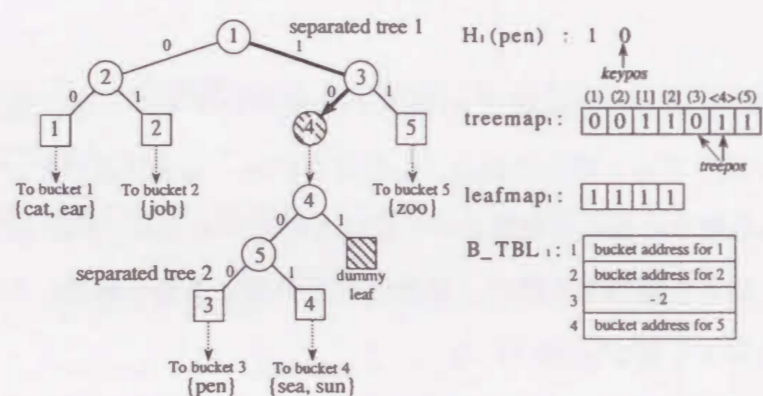 separated tree 1
1
0 1
2 3
0 1 0 1
1 2 4 5
To bucket 1 To bucket 2 To bucket 5
{cat, ear} {job} {zoo}
4
0 1
5
separated tree 2
0 1
dummy
leaf
3 4
To bucket 3 To bucket 4
{pen} {sea, sun}
H₁(pen) : 1 0
keypos
(1) (2) [1] [2] (3) <4> (5)
treemap₁: 0 0 1 1 0 1 1
treepos
leafmap₁: 1 1 1 1
B_TBL₁: 1 bucket address for 1
2 bucket address for 2
3 - 2
4 bucket address for 5